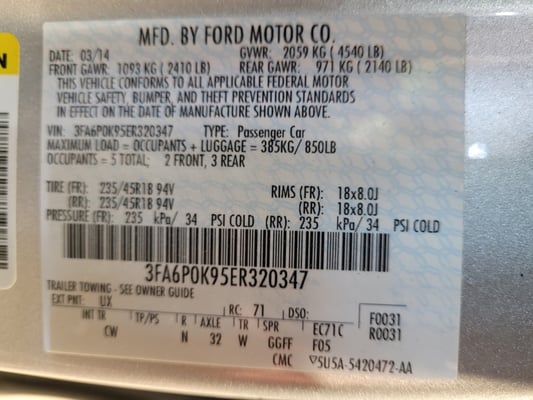 MFD. BY FORD MOTOR CO.
DATE: 03/14 GVWR: 2059 KG (4540 LB)
FRONT GAWR: 1093 KG (2410 LB) REAR GAWR: 971 KG (2140 LB)
THIS VEHICLE CONFORMS TO ALL APPLICABLE FEDERAL MOTOR
VEHICLE SAFETY, BUMPER, AND THEFT PREVENTION STANDARDS
IN EFFECT ON THE DATE OF MANUFACTURE SHOWN ABOVE.
VIN: 3FA6P0K95ER320347 TYPE: Passenger Car
MAXIMUM LOAD = OCCUPANTS + LUGGAGE = 385KG/ 850LB
OCCUPANTS = 5 TOTAL; 2 FRONT, 3 REAR
TIRE (FR): 235/45R18 94V RIMS (FR): 18x8.0J
(RR): 235/45R18 94V (RR): 18x8.0J
PRESSURE (FR): 235 kPa/ 34 PSI COLD (RR): 235 kPa/ 34 PSI COLD
3FA6P0K95ER320347
TRAILER TOWING - SEE OWNER GUIDE
EXT PNT: UX RC: 71 DSO: F0031
INT TR TP/PS R AXLE TR SPR EC71C R0031
CW N 32 W GGFF F05
CMC 5U5A-5420472-AA
N